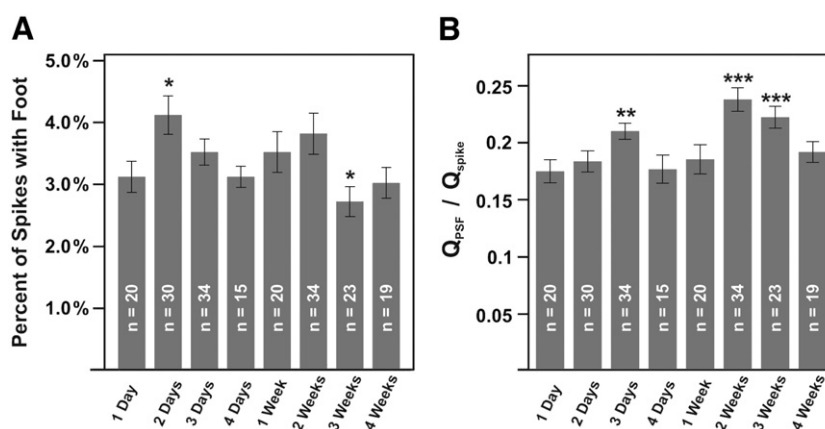 A
Percent of Spikes with Foot
5.0%
4.0%
3.0%
2.0%
1.0%
*
*
n = 20
n = 30
n = 34
n = 15
n = 20
n = 34
n = 23
n = 19
1 Day
2 Days
3 Days
4 Days
1 Week
2 Weeks
3 Weeks
4 Weeks
B
Q_PSF / Q_spike
0.25
0.2
0.15
0.1
0.05
**
***
***
n = 20
n = 30
n = 34
n = 15
n = 20
n = 34
n = 23
n = 19
1 Day
2 Days
3 Days
4 Days
1 Week
2 Weeks
3 Weeks
4 Weeks